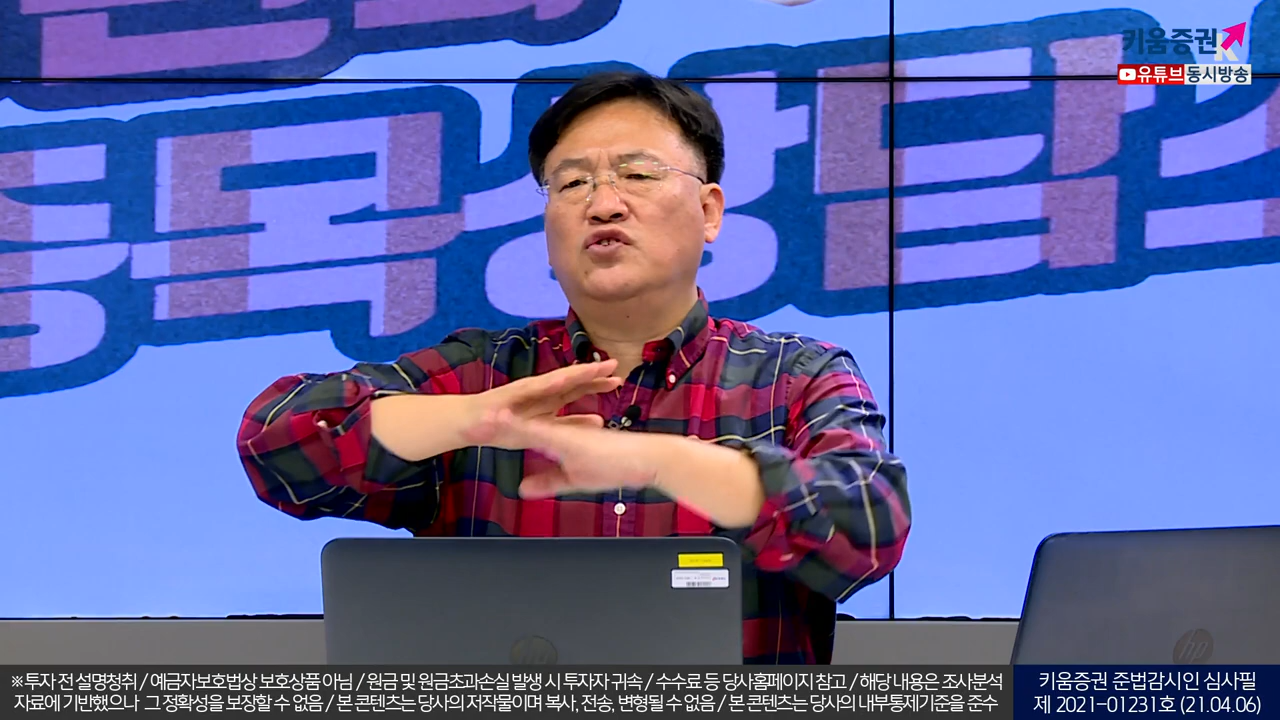 종목상담소
키움증권
유튜브동시방송
hp
hp
※ 투자 전 설명청취 / 예금자보호법상 보호상품 아님 / 원금 및 원금초과손실 발생 시 투자자 귀속 / 수수료 등 당사홈페이지 참고 / 해당 내용은 조사분석
자료에 기반했으나 그 정확성을 보장할 수 없음 / 본 콘텐츠는 당사의 저작물이며 복사, 전송, 변형될 수 없음 / 본 콘텐츠는 당사의 내부통제기준을 준수
키움증권 준법감시인 심사필
제 2021-01231호 (21.04.06)